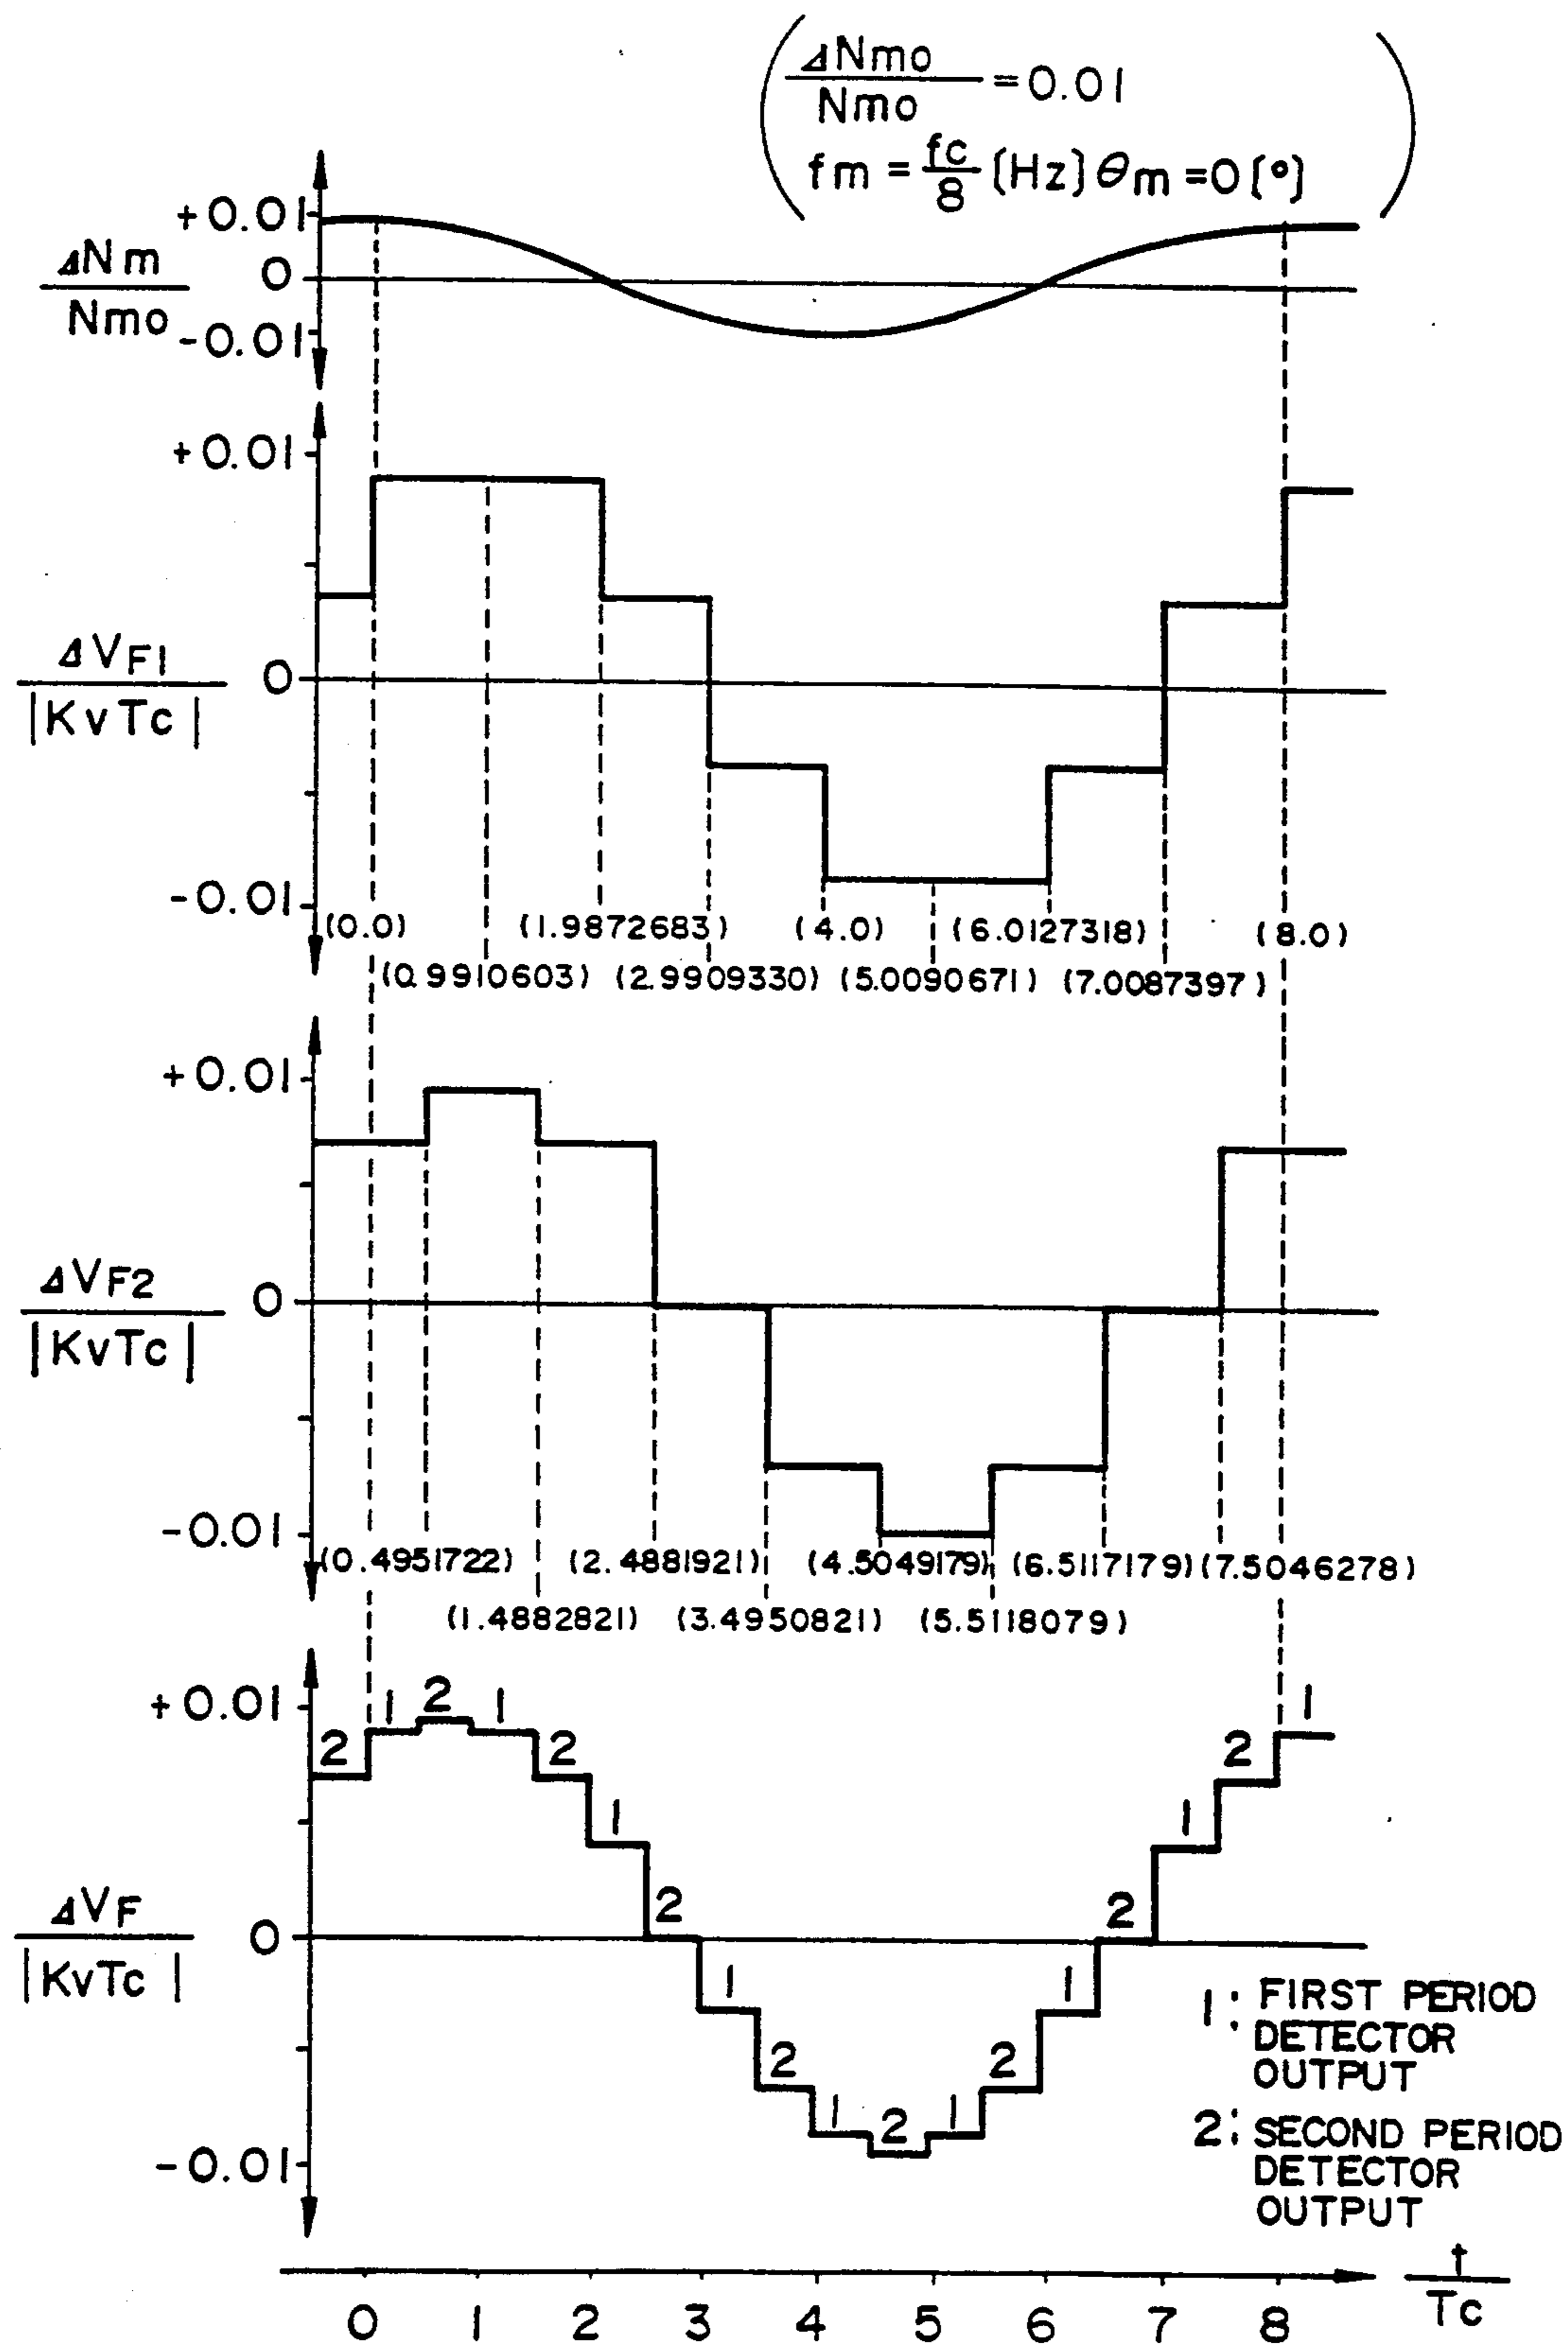 ΔNmo
——— =0.01
Nmo
fm = fc/8 (Hz) θm =0(°)
+0.01
ΔNm
0
Nmo
-0.01
+0.01
ΔVF1
0
|KvTc|
-0.01
(0.0) (1.9872683) (4.0) (6.0127318) (8.0)
(0.9910603) (2.9909330) (5.0090671) (7.0087397)
+0.01
ΔVF2
0
|KvTc|
-0.01
(0.4951722) (2.4881921) (4.5049179) (6.5117179) (7.5046278)
(1.4882821) (3.4950821) (5.5118079)
+0.01
2 1 2 1 2 1 2 1 2 1 2 1 2 1 2 1 2 1
ΔVF
0
|KvTc|
-0.01
1: FIRST PERIOD
DETECTOR
OUTPUT
2: SECOND PERIOD
DETECTOR
OUTPUT
0 1 2 3 4 5 6 7 8
t
Tc